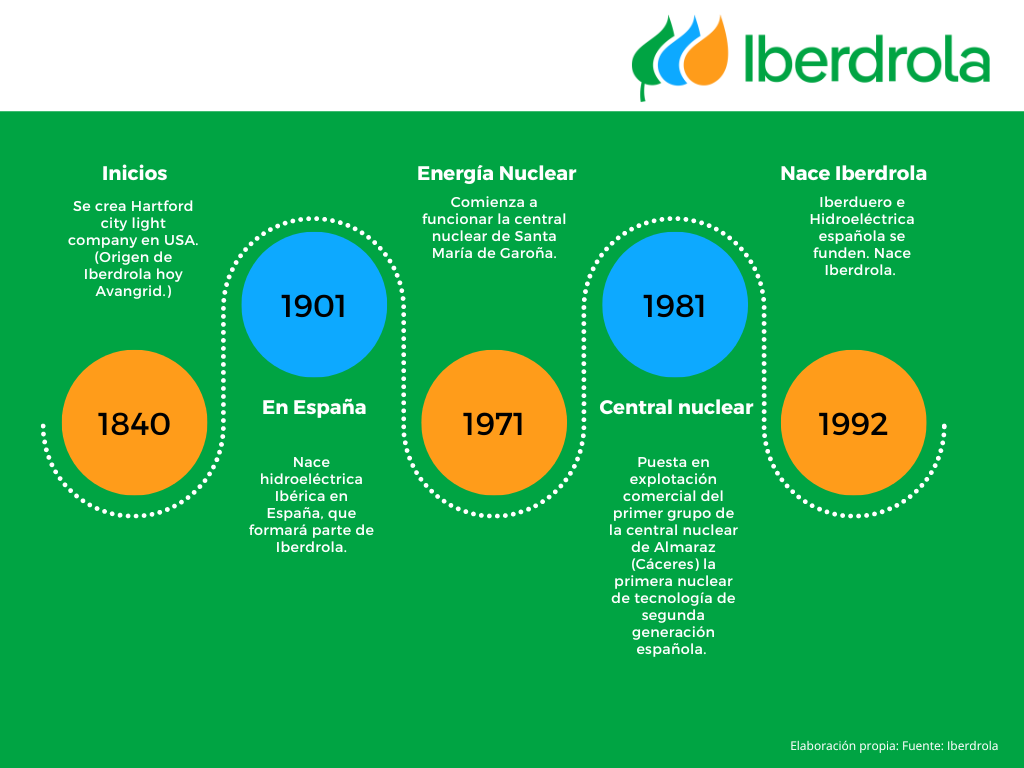 Iberdrola
Inicios
Se crea Hartford
city light
company en USA.
(Origen de
Iberdrola hoy
Avangrid.)
1840
1901
En España
Nace
hidroeléctrica
Ibérica en
España, que
formará parte de
Iberdrola.
Energía Nuclear
Comienza a
funcionar la central
nuclear de Santa
María de Garoña.
1971
1981
Central nuclear
Puesta en
explotación
comercial del
primer grupo de
la central nuclear
de Almaraz
(Cáceres) la
primera nuclear
de tecnología de
segunda
generación
española.
Nace Iberdrola
Iberduero e
Hidroeléctrica
española se
funden. Nace
Iberdrola.
1992
Elaboración propia: Fuente: Iberdrola